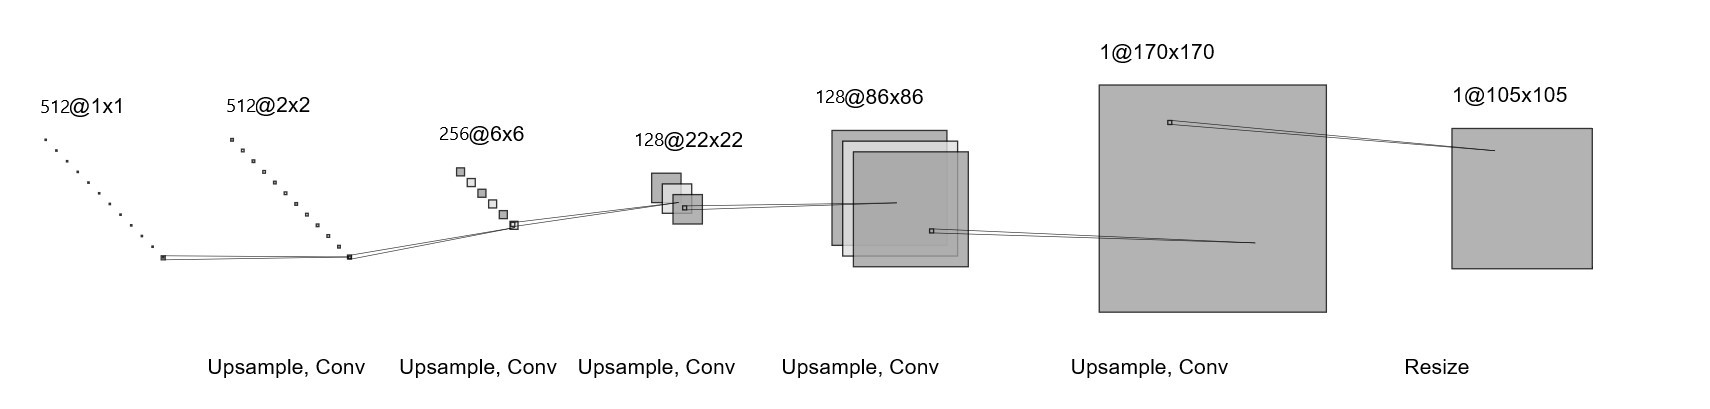 512@1x1
512@2x2
256@6x6
128@22x22
128@86x86
1@170x170
1@105x105
Upsample, Conv
Upsample, Conv
Upsample, Conv
Upsample, Conv
Upsample, Conv
Resize